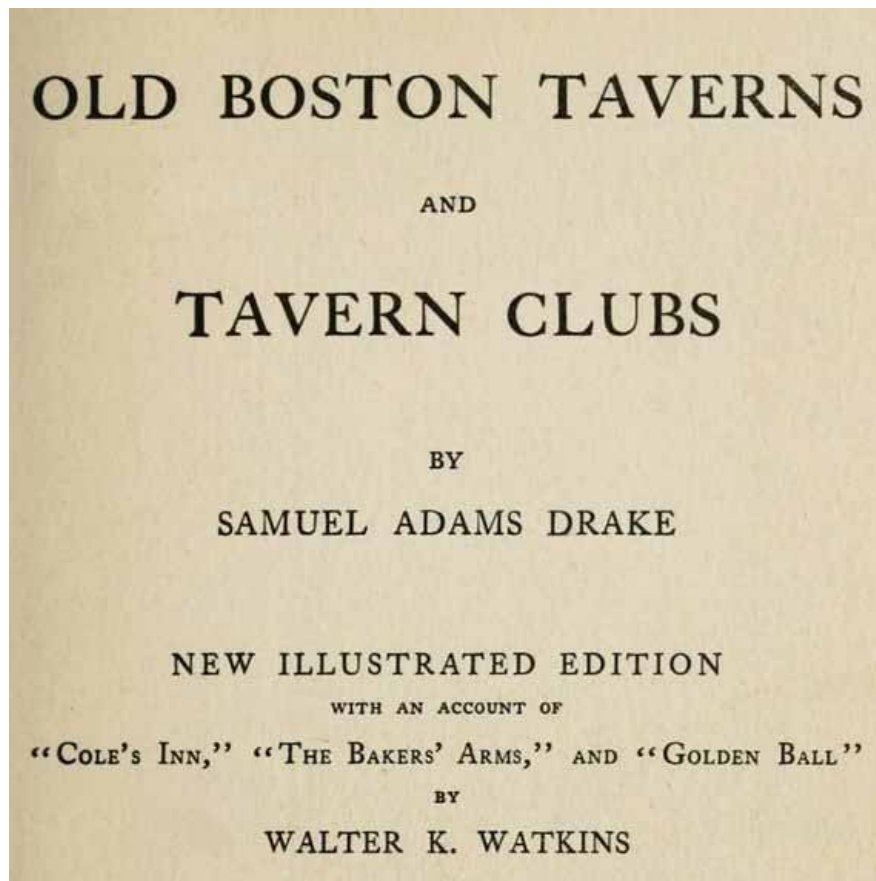 OLD BOSTON TAVERNS
AND
TAVERN CLUBS
BY
SAMUEL ADAMS DRAKE
NEW ILLUSTRATED EDITION
WITH AN ACCOUNT OF
“COLE'S INN,” “THE BAKERS' ARMS,” AND “GOLDEN BALL”
BY
WALTER K. WATKINS